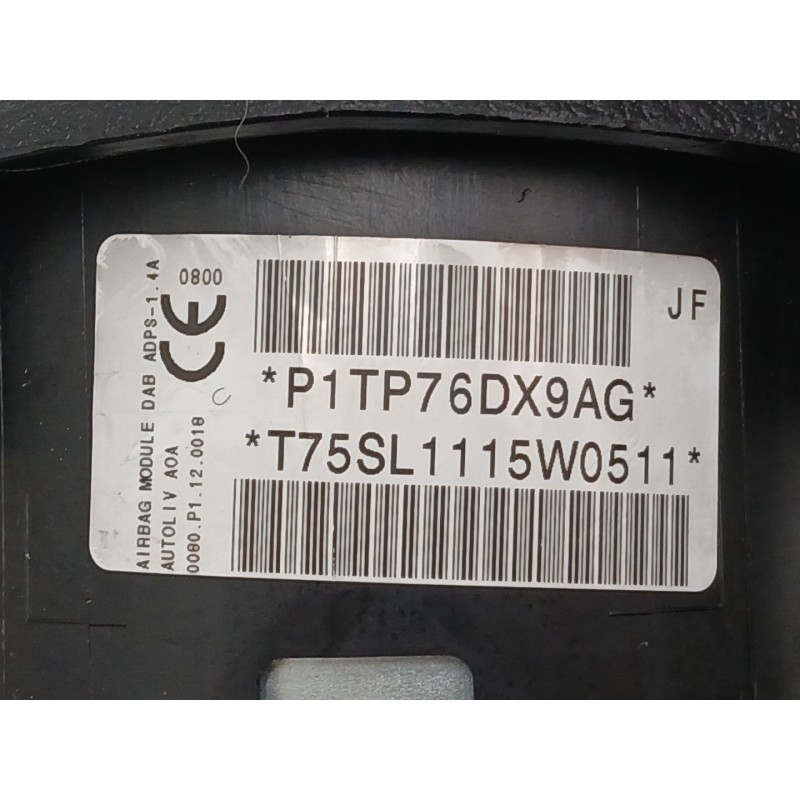 AIRBAG MODULE DAB ADPS-1.4A
AUTOLIV AOA
0080.P1.12.0018
CE
0800
JF
*P1TP76DX9AG*
*T75SL1115W0511*